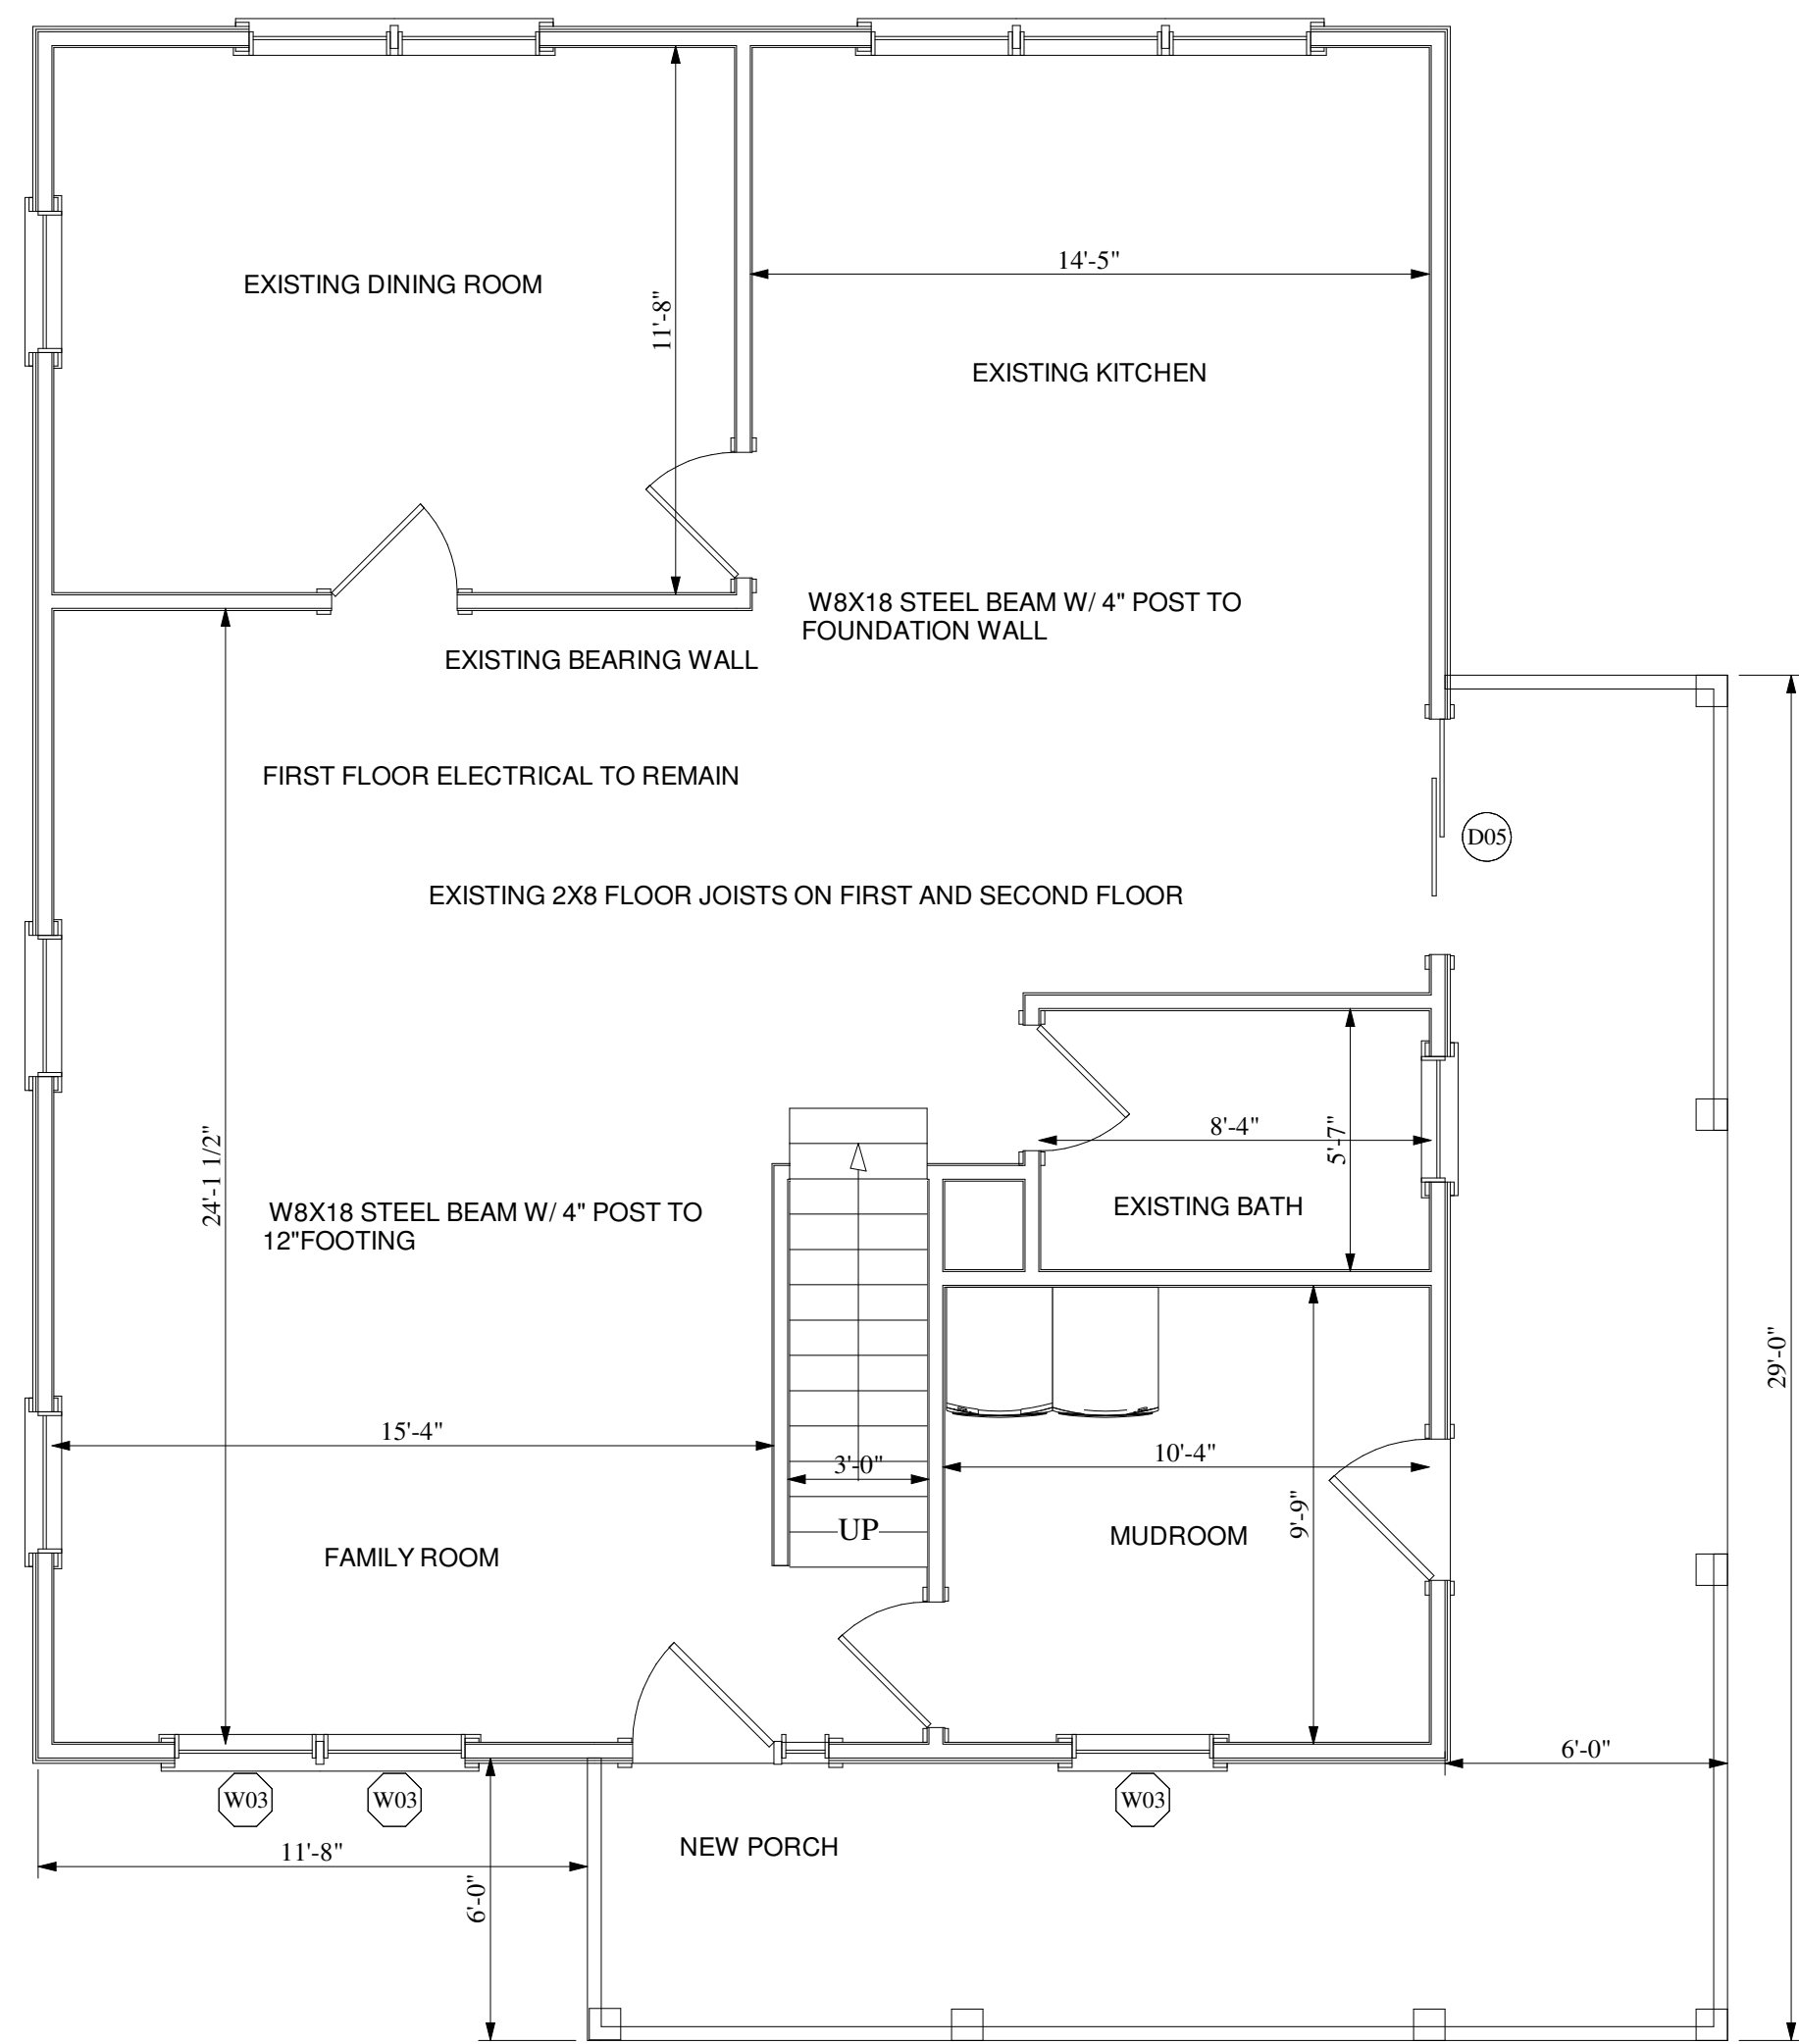 14'-5"
EXISTING DINING ROOM
11'-8"
EXISTING KITCHEN
W8X18 STEEL BEAM W/ 4" POST TO
FOUNDATION WALL
EXISTING BEARING WALL
FIRST FLOOR ELECTRICAL TO REMAIN
D05
EXISTING 2X8 FLOOR JOISTS ON FIRST AND SECOND FLOOR
8'-4"
5'-7"
24'-1 1/2"
EXISTING BATH
W8X18 STEEL BEAM W/ 4" POST TO
12"FOOTING
29'-0"
15'-4"
3'-0"
10'-4"
9'-9"
UP
MUDROOM
FAMILY ROOM
6'-0"
W03
W03
W03
NEW PORCH
11'-8"
6'-0"